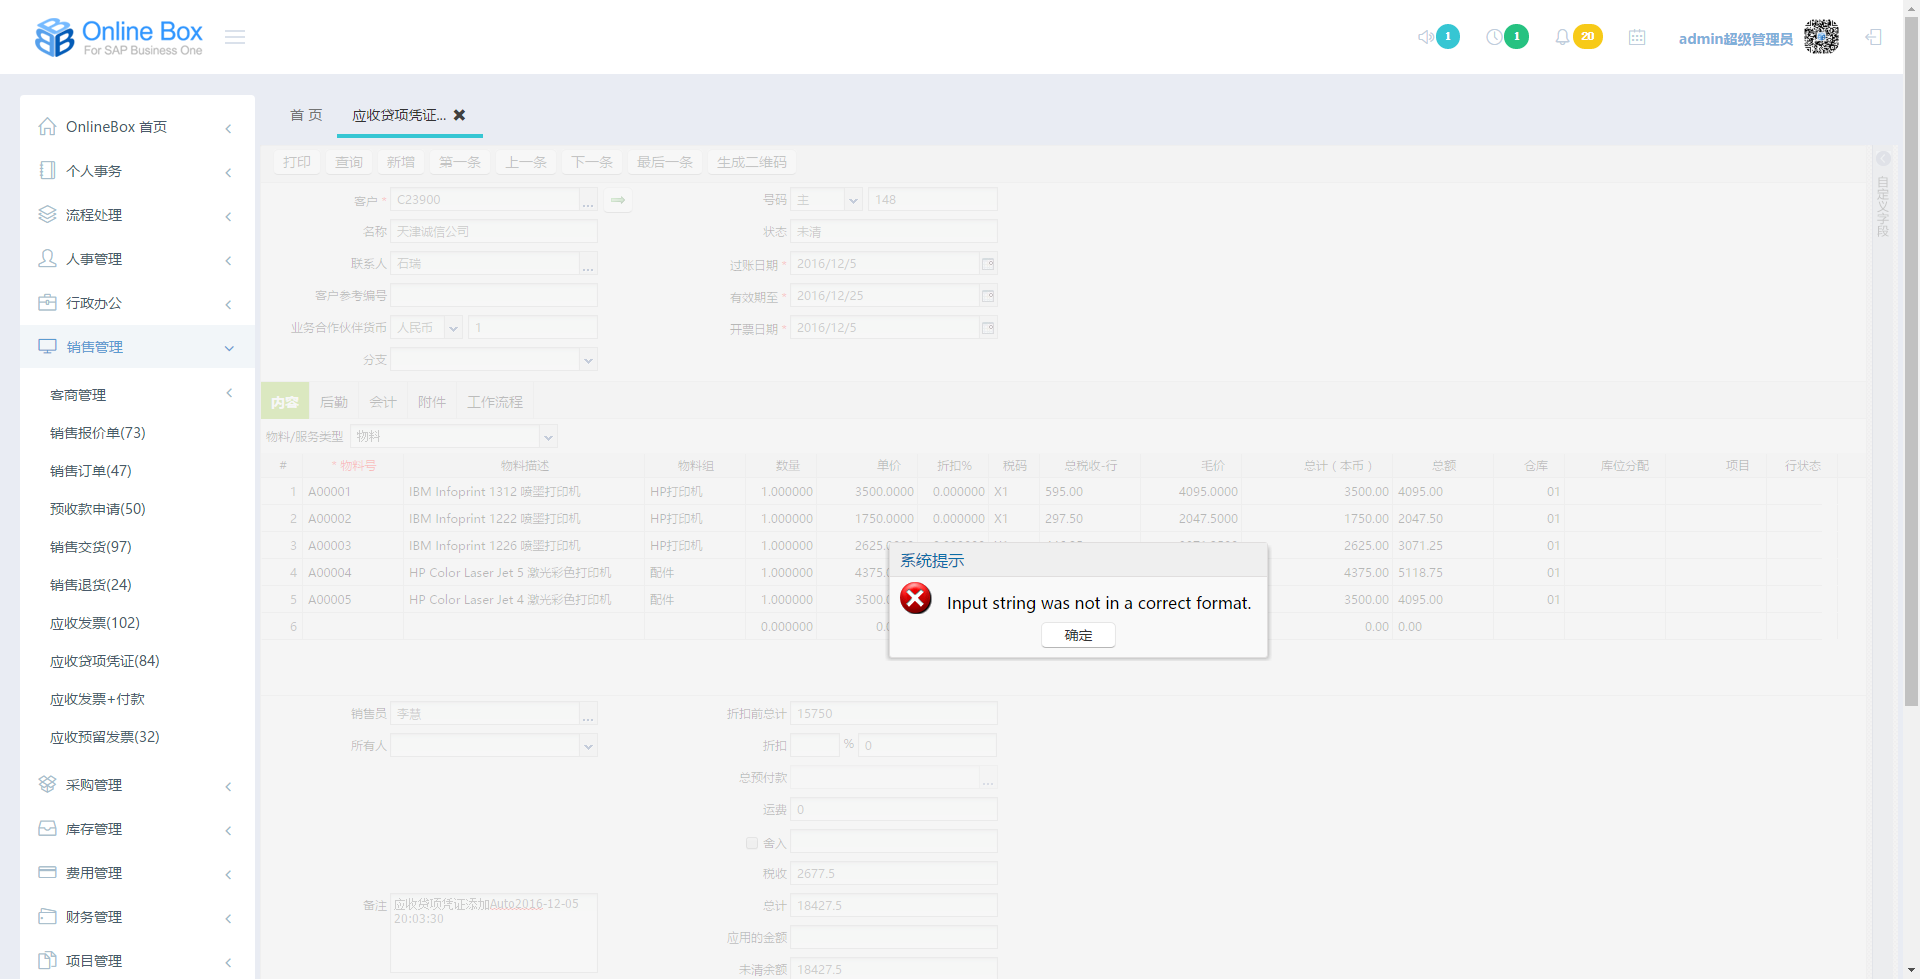 Online Box
For SAP Business One
1
1
20
admin超级管理员
OnlineBox 首页
个人事务
流程处理
人事管理
行政办公
销售管理
客商管理
销售报价单(73)
销售订单(47)
预收款申请(50)
销售交货(97)
销售退货(24)
应收发票(102)
应收贷项凭证(84)
应收发票+付款
应收预留发票(32)
采购管理
库存管理
费用管理
财务管理
项目管理
首 页
应收贷项凭证...
打印 查询 新增 第一条 上一条 下一条 最后一条 生成二维码
自定义字段
客户 * C23900 ...
号码 主 148
名称 天津诚信公司
状态 未清
联系人 石瑞 ...
过账日期 * 2016/12/5
客户参考编号
有效期至 * 2016/12/25
业务合作伙伴货币 人民币 1
开票日期 * 2016/12/5
分支
内容 后勤 会计 附件 工作流程
物料/服务类型 物料
# * 物料号 物料描述 物料组 数量 单价 折扣% 税码 总税收-行 毛价 总计（本币） 总额 仓库 库位分配 项目 行状态
1 A00001 IBM Infoprint 1312 喷墨打印机 HP打印机 1.000000 3500.0000 0.000000 X1 595.00 4095.0000 3500.00 4095.00 01
2 A00002 IBM Infoprint 1222 喷墨打印机 HP打印机 1.000000 1750.0000 0.000000 X1 297.50 2047.5000 1750.00 2047.50 01
3 A00003 IBM Infoprint 1226 喷墨打印机 HP打印机 1.000000 2625.00 3071.25 01
4 A00004 HP Color Laser Jet 5 激光彩色打印机 配件 1.000000 4375.00 5118.75 01
5 A00005 HP Color Laser Jet 4 激光彩色打印机 配件 1.000000 3500.00 4095.00 01
6 0.000000 0.00 0.00
系统提示
Input string was not in a correct format.
确定
销售员 李慧 ...
折扣前总计 15750
所有人
折扣 % 0
总预付款 ...
运费 0
舍入
税收 2677.5
备注 应收贷项凭证添加Auto2016-12-05
20:03:30
总计 18427.5
应用的金额
未清余额 18427.5